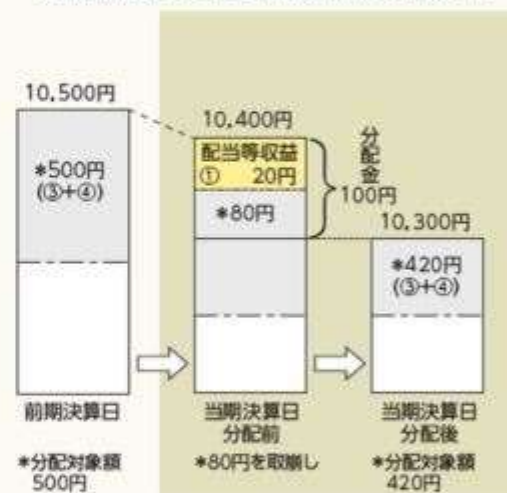 10,500円
*500円
(③+④)
10,400円
配当等収益
① 20円
*80円
分配金
100円
10,300円
*420円
(③+④)
前期決算日
当期決算日
分配前
当期決算日
分配後
*分配対象額
500円
*80円を取崩し
*分配対象額
420円